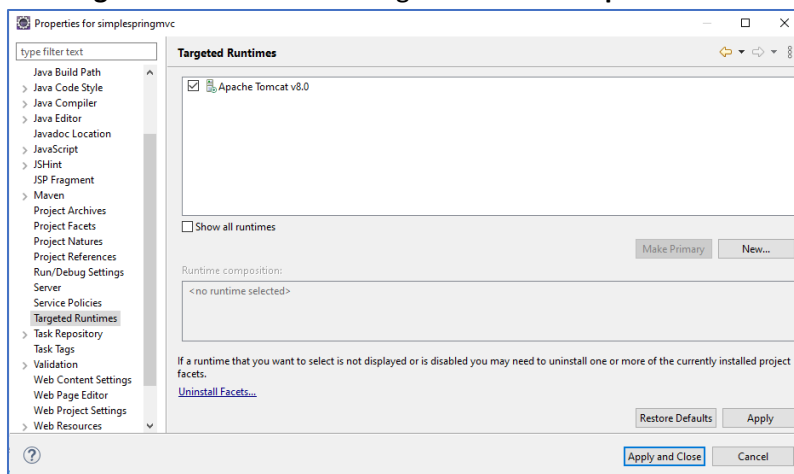 Properties for simplespringmvc
type filter text
Targeted Runtimes
Java Build Path
Java Code Style
Java Compiler
Java Editor
Javadoc Location
JavaScript
JSHint
JSP Fragment
Maven
Project Archives
Project Facets
Project Natures
Project References
Run/Debug Settings
Server
Service Policies
Targeted Runtimes
Task Repository
Task Tags
Validation
Web Content Settings
Web Page Editor
Web Project Settings
Web Resources
Apache Tomcat v8.0
Show all runtimes
Make Primary
New...
Runtime composition:
<no runtime selected>
If a runtime that you want to select is not displayed or is disabled you may need to uninstall one or more of the currently installed project
facets.
Uninstall Facets...
Restore Defaults
Apply
Apply and Close
Cancel